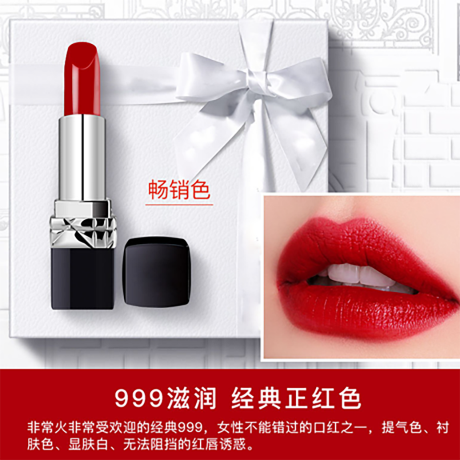 畅销色
999滋润 经典正红色
非常火非常受欢迎的经典999，女性不能错过的口红之一，提气色、衬
肤色、显肤白、无法阻挡的红唇诱惑。